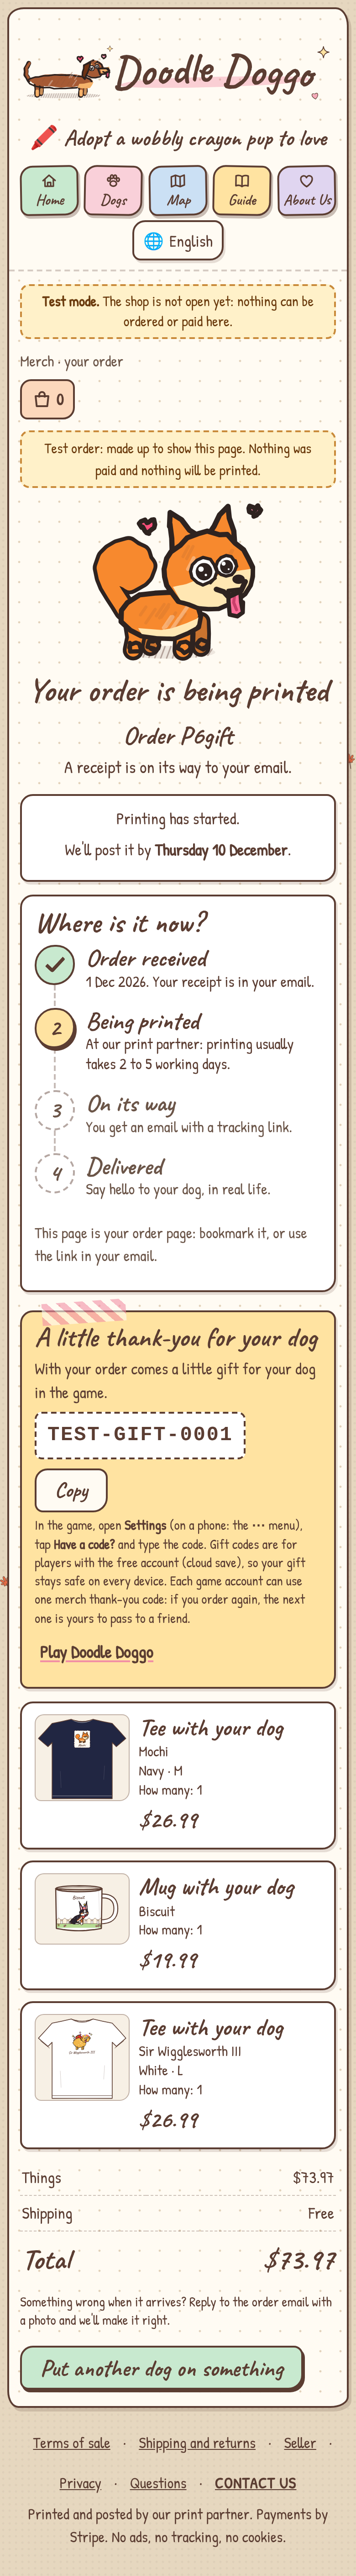 Doodle Doggo
Adopt a wobbly crayon pup to love
Home
Dogs
Map
Guide
About Us
English
Test mode. The shop is not open yet: nothing can be
ordered or paid here.
Merch · your order
0
Test order: made up to show this page. Nothing was
paid and nothing will be printed.
Your order is being printed
Order P6gift
A receipt is on its way to your email.
Printing has started.
We'll post it by Thursday 10 December.
Where is it now?
Order received
1 Dec 2026. Your receipt is in your email.
2
Being printed
At our print partner: printing usually
takes 2 to 5 working days.
3
On its way
You get an email with a tracking link.
4
Delivered
Say hello to your dog, in real life.
This page is your order page: bookmark it, or use
the link in your email.
A little thank-you for your dog
With your order comes a little gift for your dog
in the game.
TEST-GIFT-0001
Copy
In the game, open Settings (on a phone: the ··· menu),
tap Have a code? and type the code. Gift codes are for
players with the free account (cloud save), so your gift
stays safe on every device. Each game account can use
one merch thank-you code: if you order again, the next
one is yours to pass to a friend.
Play Doodle Doggo
Tee with your dog
Mochi
Navy · M
How many: 1
$26.99
Biscuit
Mug with your dog
Biscuit
How many: 1
$19.99
Sir Wigglesworth III
Tee with your dog
Sir Wigglesworth III
White · L
How many: 1
$26.99
Things $73.97
Shipping Free
Total $73.97
Something wrong when it arrives? Reply to the order email with
a photo and we'll make it right.
Put another dog on something
Terms of sale · Shipping and returns · Seller ·
Privacy · Questions · CONTACT US
Printed and posted by our print partner. Payments by
Stripe. No ads, no tracking, no cookies.